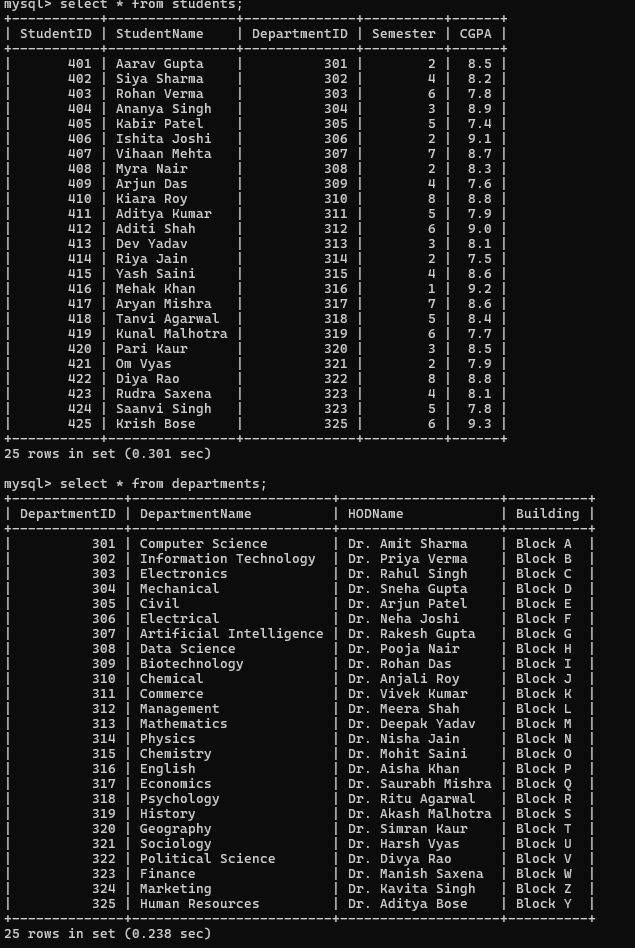 mysql> select * from students;
+-----------+---------------+--------------+----------+------+
| StudentID | StudentName   | DepartmentID | Semester | CGPA |
+-----------+---------------+--------------+----------+------+
|       401 | Aarav Gupta   |          301 |        2 |  8.5 |
|       402 | Siya Sharma   |          302 |        4 |  8.2 |
|       403 | Rohan Verma   |          303 |        6 |  7.8 |
|       404 | Ananya Singh  |          304 |        3 |  8.9 |
|       405 | Kabir Patel   |          305 |        5 |  7.4 |
|       406 | Ishita Joshi  |          306 |        2 |  9.1 |
|       407 | Vihaan Mehta  |          307 |        7 |  8.7 |
|       408 | Myra Nair     |          308 |        2 |  8.3 |
|       409 | Arjun Das     |          309 |        4 |  7.6 |
|       410 | Kiara Roy     |          310 |        8 |  8.8 |
|       411 | Aditya Kumar  |          311 |        5 |  7.9 |
|       412 | Aditi Shah    |          312 |        6 |  9.0 |
|       413 | Dev Yadav     |          313 |        3 |  8.1 |
|       414 | Riya Jain     |          314 |        2 |  7.5 |
|       415 | Yash Saini    |          315 |        4 |  8.6 |
|       416 | Mehak Khan    |          316 |        1 |  9.2 |
|       417 | Aryan Mishra  |          317 |        7 |  8.6 |
|       418 | Tanvi Agarwal |          318 |        5 |  8.4 |
|       419 | Kunal Malhotra |          319 |        6 |  7.7 |
|       420 | Pari Kaur     |          320 |        3 |  8.5 |
|       421 | Om Vyas       |          321 |        2 |  7.9 |
|       422 | Diya Rao      |          322 |        8 |  8.8 |
|       423 | Rudra Saxena  |          323 |        4 |  8.1 |
|       424 | Saanvi Singh  |          323 |        5 |  7.8 |
|       425 | Krish Bose    |          325 |        6 |  9.3 |
+-----------+---------------+--------------+----------+------+
25 rows in set (0.301 sec)
mysql> select * from departments;
+--------------+-------------------------+--------------------+----------+
| DepartmentID | DepartmentName          | HODName            | Building |
+--------------+-------------------------+--------------------+----------+
|          301 | Computer Science        | Dr. Amit Sharma    | Block A  |
|          302 | Information Technology  | Dr. Priya Verma    | Block B  |
|          303 | Electronics             | Dr. Rahul Singh    | Block C  |
|          304 | Mechanical              | Dr. Sneha Gupta    | Block D  |
|          305 | Civil                   | Dr. Arjun Patel    | Block E  |
|          306 | Electrical              | Dr. Neha Joshi     | Block F  |
|          307 | Artificial Intelligence | Dr. Rakesh Gupta   | Block G  |
|          308 | Data Science            | Dr. Pooja Nair     | Block H  |
|          309 | Biotechnology           | Dr. Rohan Das      | Block I  |
|          310 | Chemical                | Dr. Anjali Roy     | Block J  |
|          311 | Commerce                | Dr. Vivek Kumar    | Block K  |
|          312 | Management              | Dr. Meera Shah     | Block L  |
|          313 | Mathematics             | Dr. Deepak Yadav   | Block M  |
|          314 | Physics                 | Dr. Nisha Jain     | Block N  |
|          315 | Chemistry               | Dr. Mohit Saini    | Block O  |
|          316 | English                 | Dr. Aisha Khan     | Block P  |
|          317 | Economics               | Dr. Saurabh Mishra | Block Q  |
|          318 | Psychology              | Dr. Ritu Agarwal   | Block R  |
|          319 | History                 | Dr. Akash Malhotra | Block S  |
|          320 | Geography               | Dr. Simran Kaur    | Block T  |
|          321 | Sociology               | Dr. Harsh Vyas     | Block U  |
|          322 | Political Science       | Dr. Divya Rao      | Block V  |
|          323 | Finance                 | Dr. Manish Saxena  | Block W  |
|          324 | Marketing               | Dr. Kavita Singh   | Block Z  |
|          325 | Human Resources         | Dr. Aditya Bose    | Block Y  |
+--------------+-------------------------+--------------------+----------+
25 rows in set (0.238 sec)